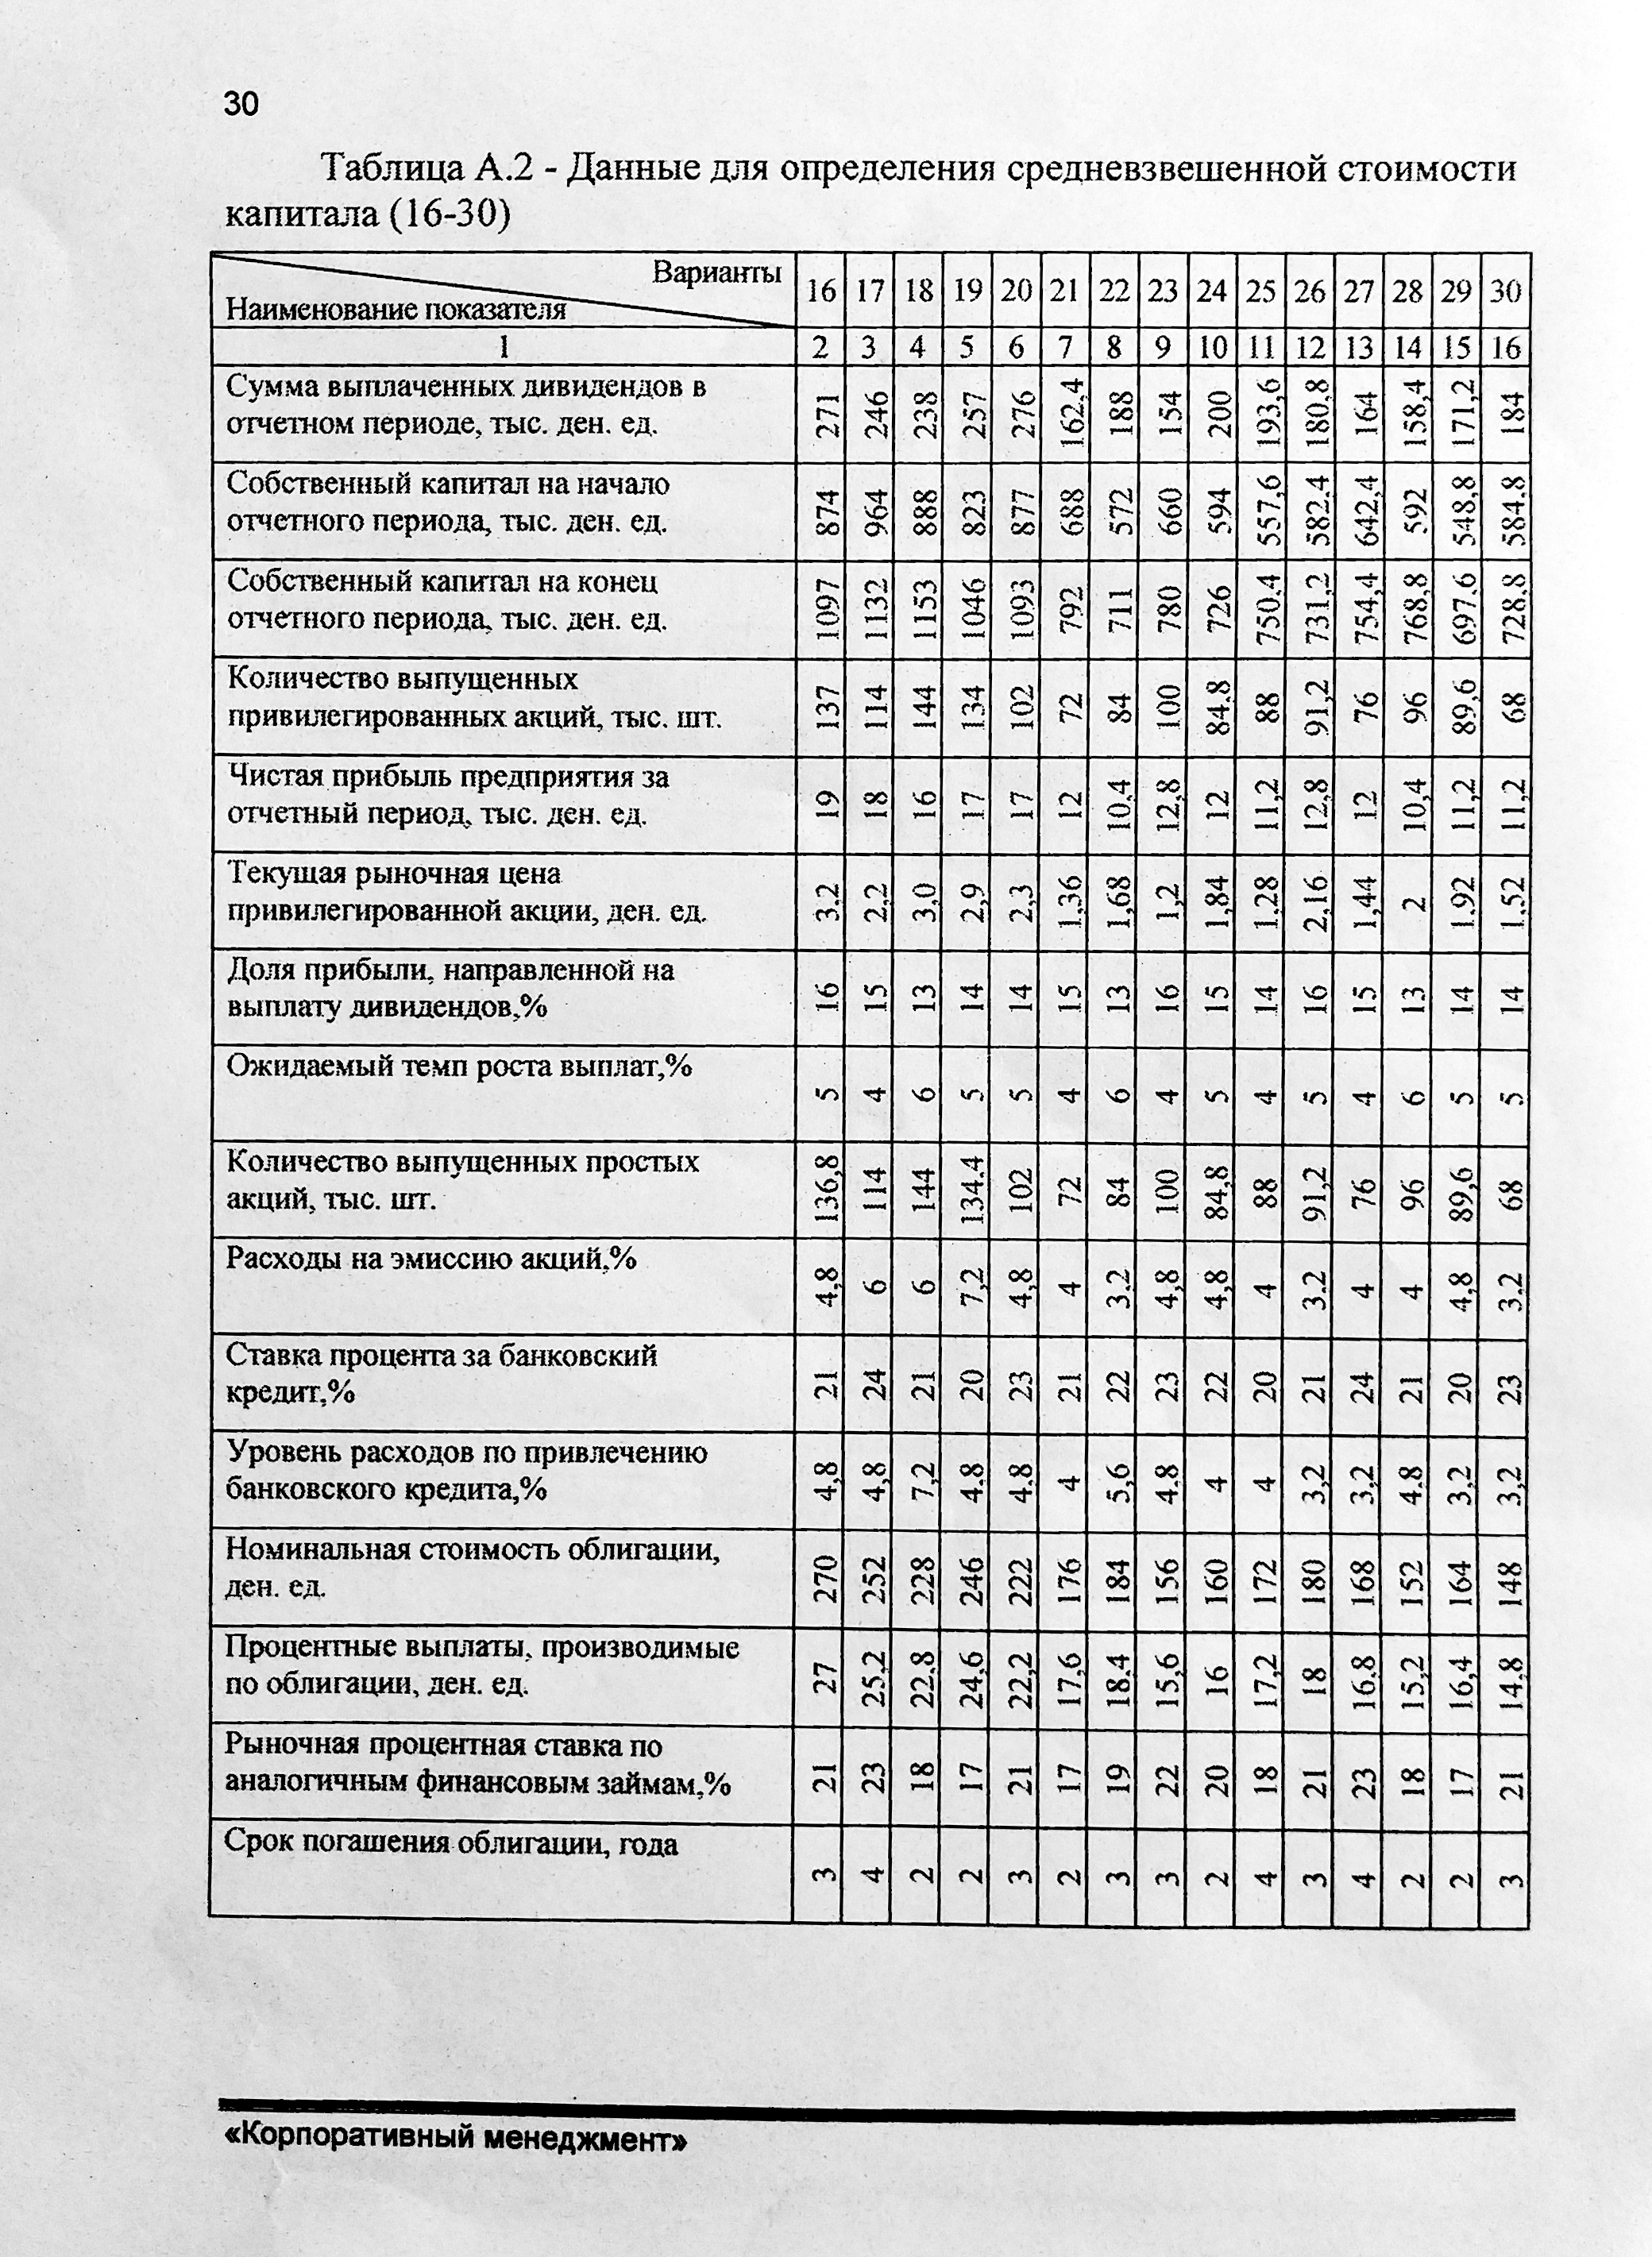 30
Таблица А.2 - Данные для определения средневзвешенной стоимости
капитала (16-30)
Варианты
Наименование показателя
16 17 18 19 20 21 22 23 24 25 26 27 28 29 30
1 2 3 4 5 6 7 8 9 10 11 12 13 14 15 16
Сумма выплаченных дивидендов в
отчетном периоде, тыс. ден. ед.
271 246 238 257 276 162,4 188 154 200 193,6 180,8 164 158,4 171,2 184
Собственный капитал на начало
отчетного периода, тыс. ден. ед.
874 964 888 823 877 688 572 660 594 557,6 582,4 642,4 592 548,8 584,8
Собственный капитал на конец
отчетного периода, тыс. ден. ед.
1097 1132 1153 1046 1093 792 711 780 726 750,4 731,2 754,4 768,8 697,6 728,8
Количество выпущенных
привилегированных акций, тыс. шт.
137 114 144 134 102 72 84 100 84,8 88 91,2 76 96 89,6 68
Чистая прибыль предприятия за
отчетный период, тыс. ден. ед.
19 18 16 17 17 12 10,4 12,8 12 11,2 12,8 12 10,4 11,2 11,2
Текущая рыночная цена
привилегированной акции, ден. ед.
3,2 2,2 3,0 2,9 2,3 1,36 1,68 1,2 1,84 1,28 2,16 1,44 2 1,92 1,52
Доля прибыли, направленной на
выплату дивидендов,%
16 15 13 14 14 15 13 16 15 14 16 15 13 14 14
Ожидаемый темп роста выплат,%
5 4 6 5 5 4 6 4 5 4 5 4 6 5 5
Количество выпущенных простых
акций, тыс. шт.
136,8 114 144 134,4 102 72 84 100 84,8 88 91,2 76 96 89,6 68
Расходы на эмиссию акций,%
4,8 6 6 7,2 4,8 4 3,2 4,8 4,8 4 3,2 4 4 4,8 3,2
Ставка процента за банковский
кредит,%
21 24 21 20 23 21 22 23 22 20 21 24 21 20 23
Уровень расходов по привлечению
банковского кредита,%
4,8 4,8 7,2 4,8 4,8 4 5,6 4,8 4 4 3,2 3,2 4,8 3,2 3,2
Номинальная стоимость облигации,
ден. ед.
270 252 228 246 222 176 184 156 160 172 180 168 152 164 148
Процентные выплаты, производимые
по облигации, ден. ед.
27 25,2 22,8 24,6 22,2 17,6 18,4 15,6 16 17,2 18 16,8 15,2 16,4 14,8
Рыночная процентная ставка по
аналогичным финансовым займам,%
21 23 18 17 21 17 19 22 20 18 21 23 18 17 21
Срок погашения облигации, года
3 4 2 2 3 2 3 3 2 4 3 4 2 2 3
«Корпоративный менеджмент»